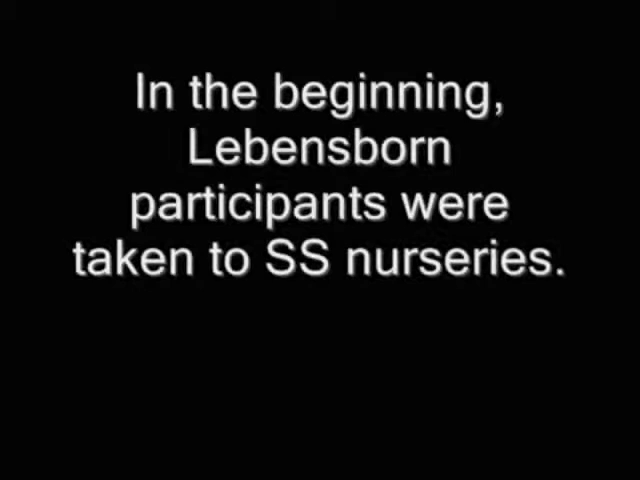 In the beginning,
Lebensborn
participants were
taken to SS nurseries.